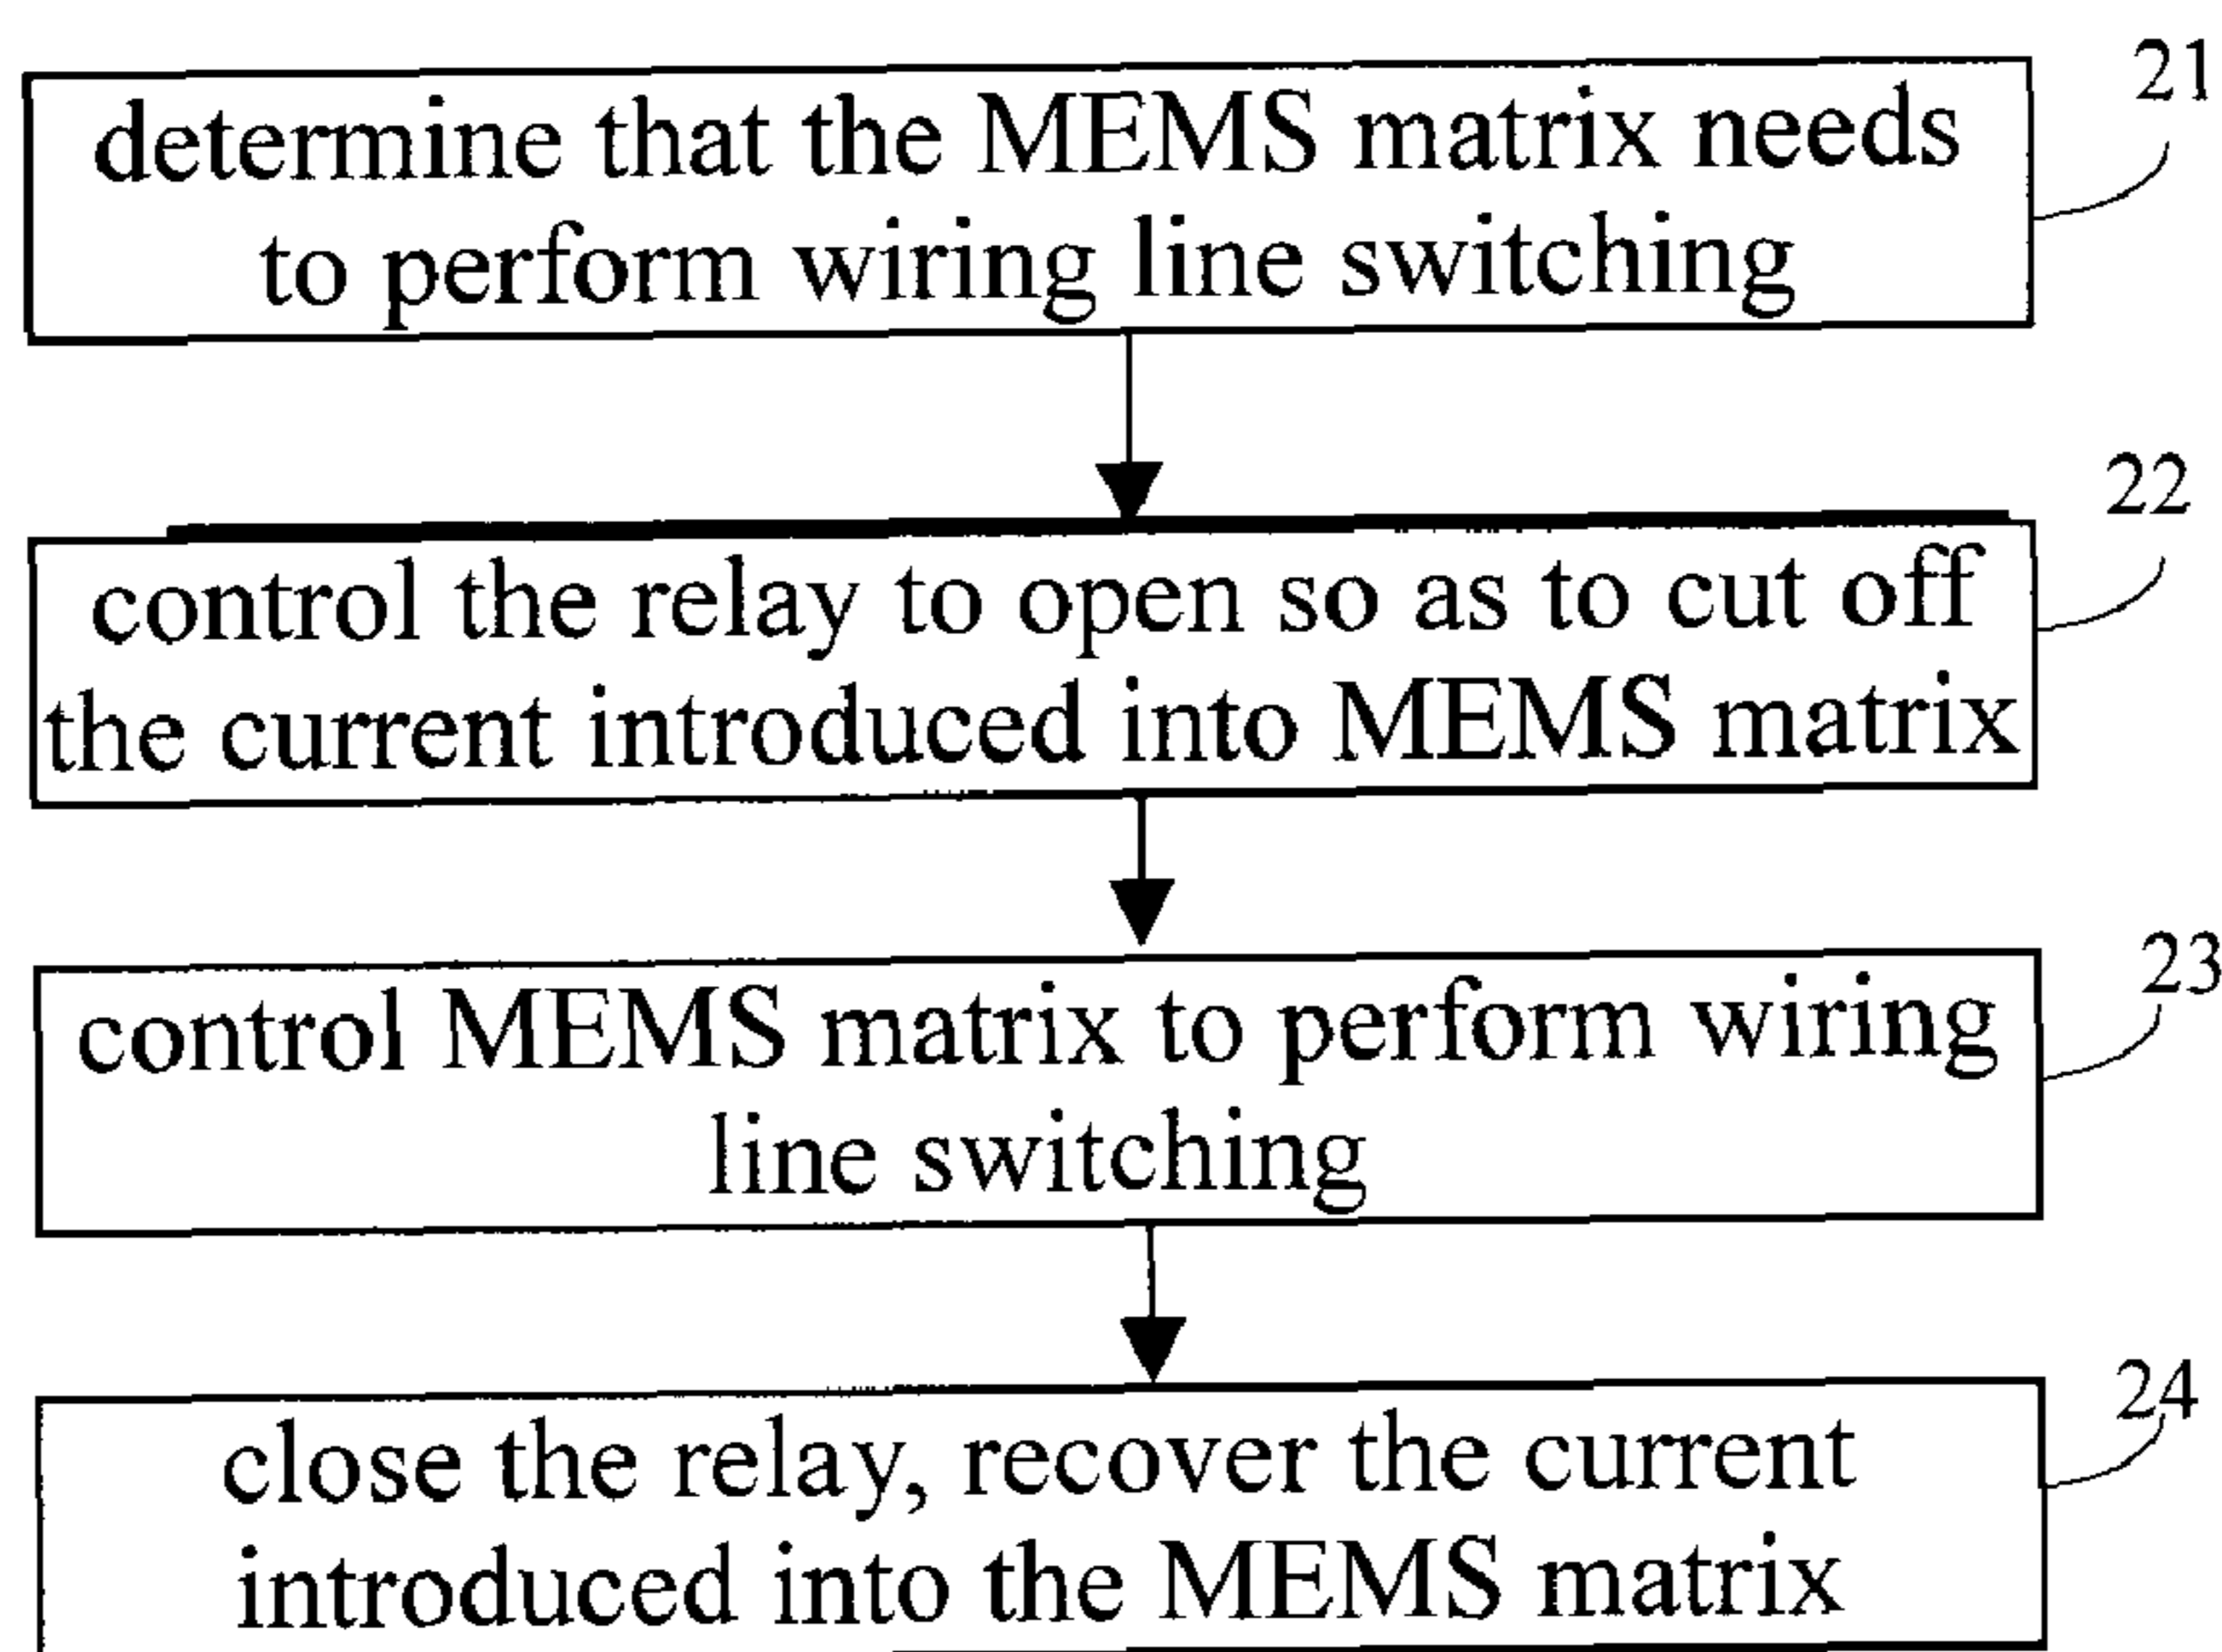 21
determine that the MEMS matrix needs
to perform wiring line switching
22
control the relay to open so as to cut off
the current introduced into MEMS matrix
23
control MEMS matrix to perform wiring
line switching
24
close the relay, recover the current
introduced into the MEMS matrix